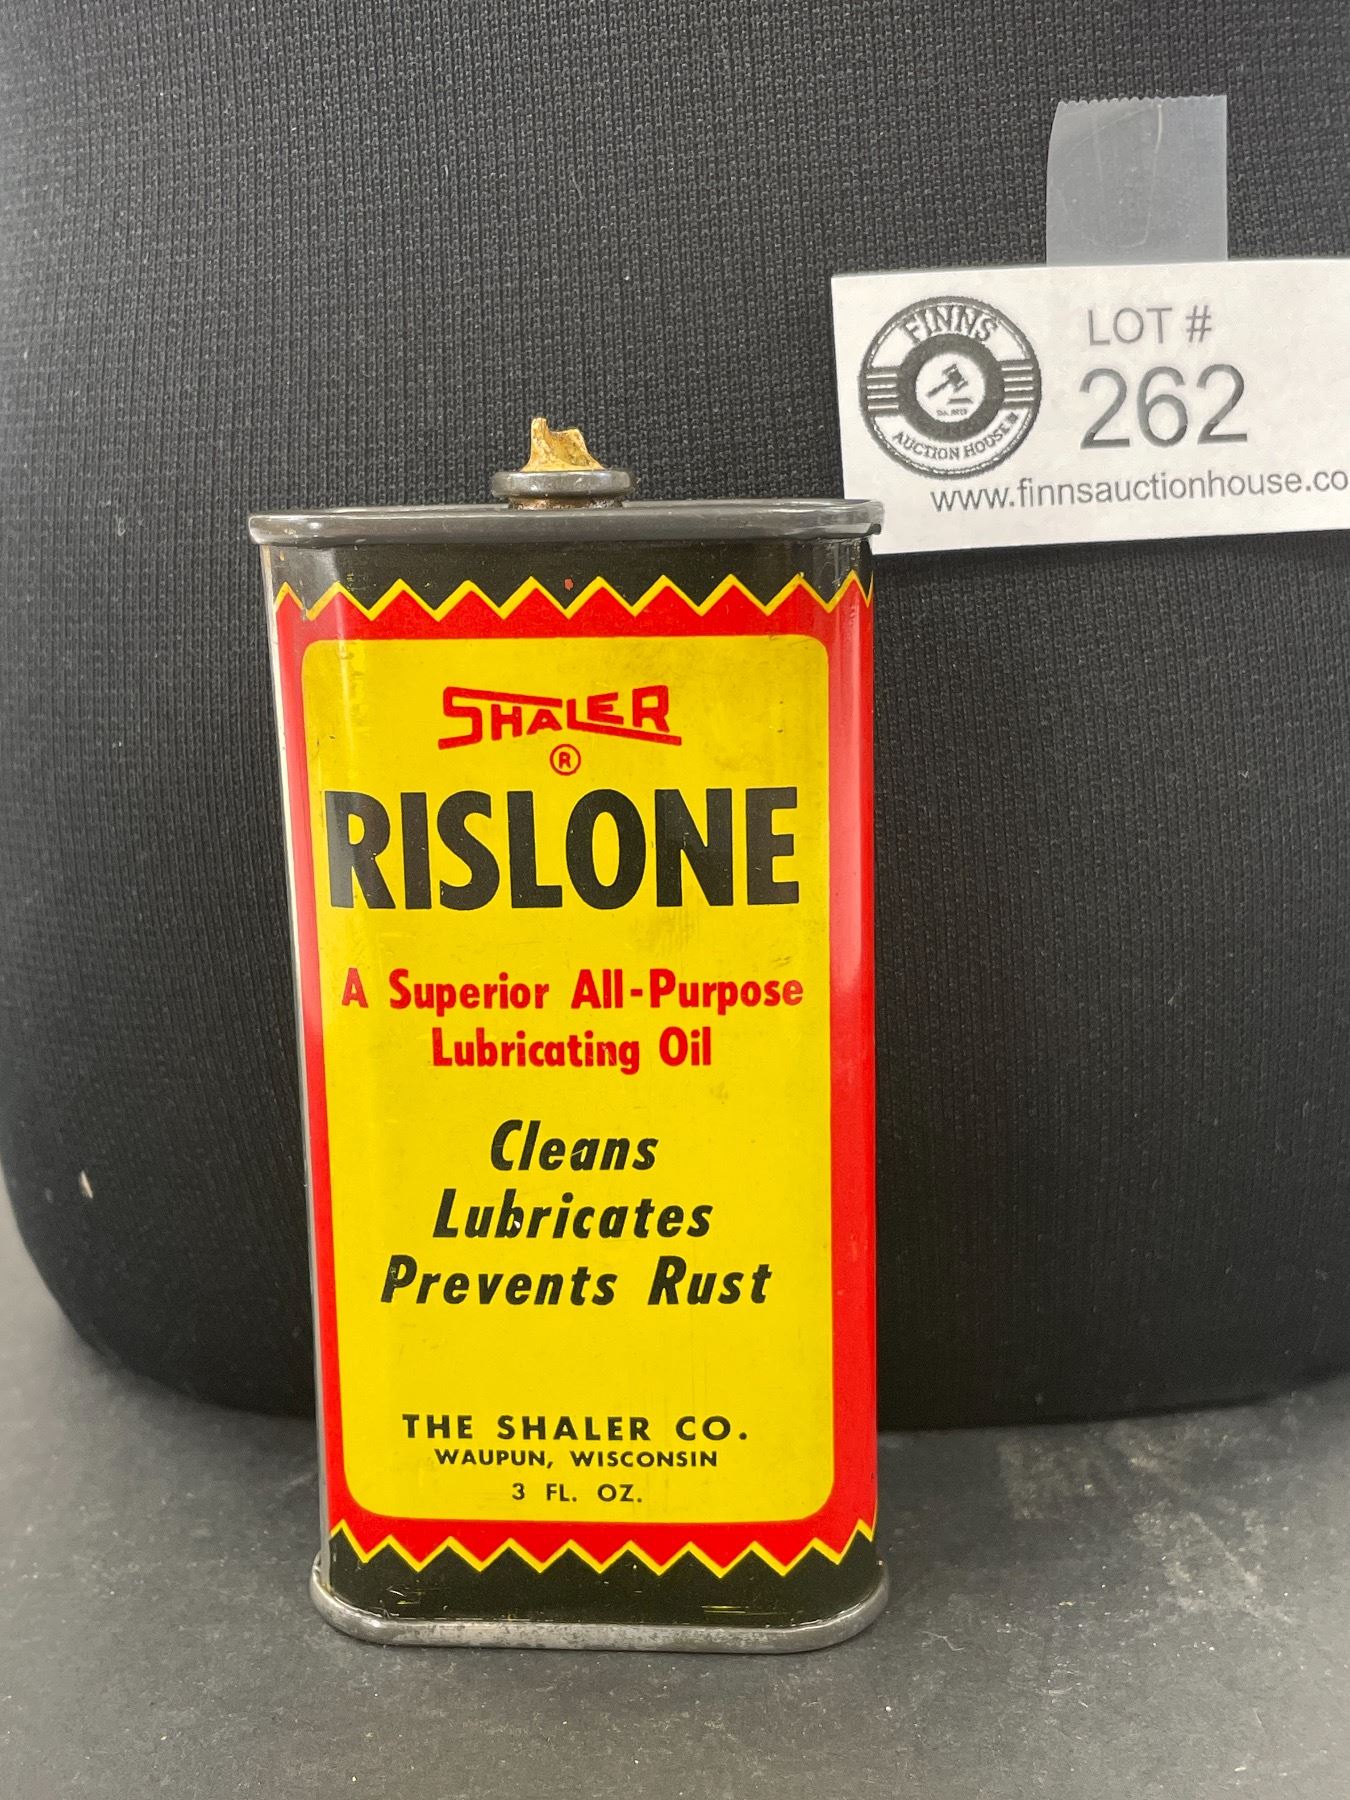 FINNS
AUCTION HOUSE
LOT #
262
www.finnsauctionhouse.co
SHALER
®
RISLONE
A Superior All-Purpose
Lubricating Oil
Cleans
Lubricates
Prevents Rust
THE SHALER CO.
WAUPUN, WISCONSIN
3 FL. OZ.